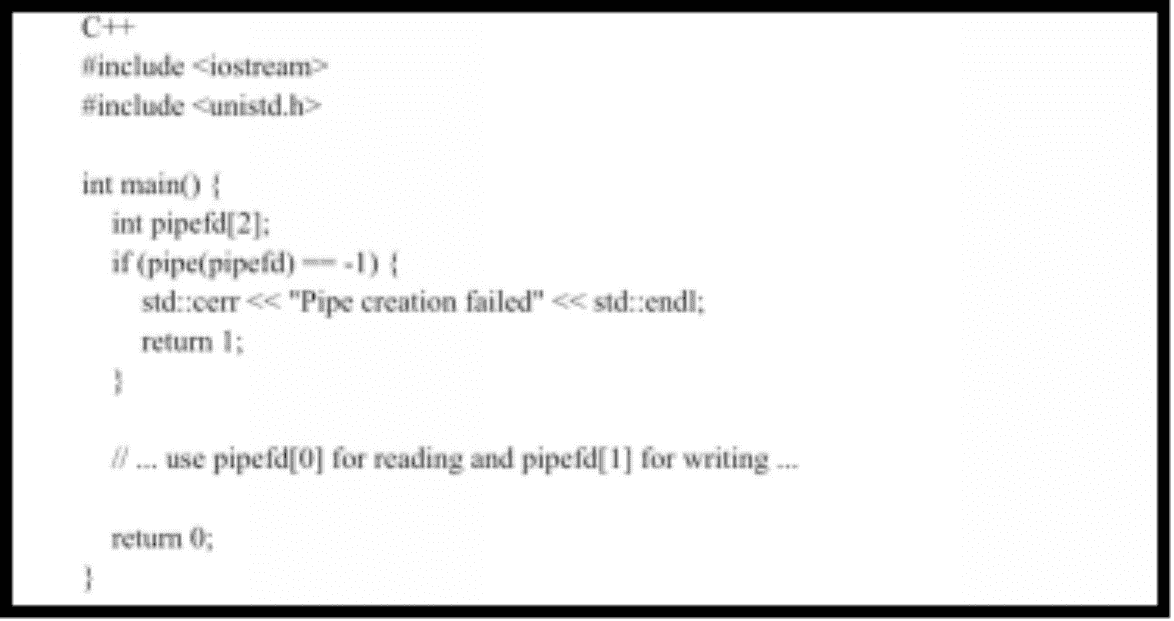 C++
#include <iostream>
#include <unistd.h>
int main() {
int pipefd[2];
if (pipe(pipefd) == -1) {
std::cerr << "Pipe creation failed" << std::endl;
return 1;
}
// ... use pipefd[0] for reading and pipefd[1] for writing ...
return 0;
}